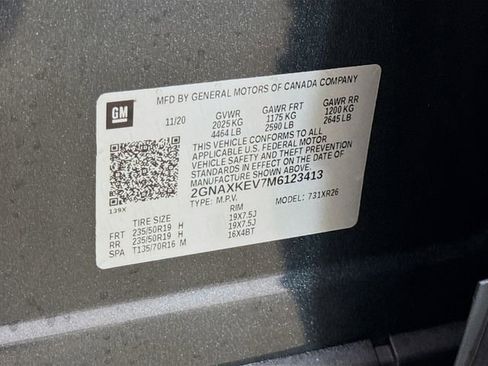 MFD BY GENERAL MOTORS OF CANADA COMPANY
GM
11/20 GVWR GAWR FRT GAWR RR
2025 KG 1175 KG 1200 KG
4464 LB 2590 LB 2645 LB
THIS VEHICLE CONFORMS TO ALL
APPLICABLE U.S. FEDERAL MOTOR
VEHICLE SAFETY AND THEFT PREVENTION
STANDARDS IN EFFECT ON THE DATE OF
MANUFACTURE SHOWN ABOVE.
2GNAXKEV7M6123413
139X TYPE: M.P.V. MODEL: 731XR26
TIRE SIZE RIM
FRT 235/50R19 H 19X7.5J
RR 235/50R19 H 19X7.5J
SPA T135/70R16 M 16X4BT